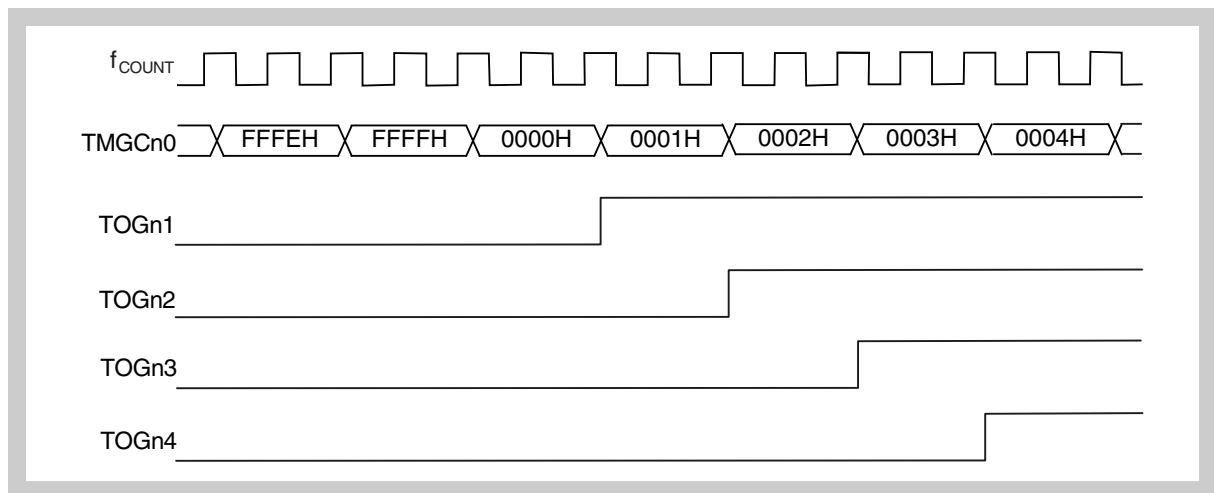 fCOUNT
TMGCn0 FFFEH FFFFH 0000H 0001H 0002H 0003H 0004H
TOGn1
TOGn2
TOGn3
TOGn4